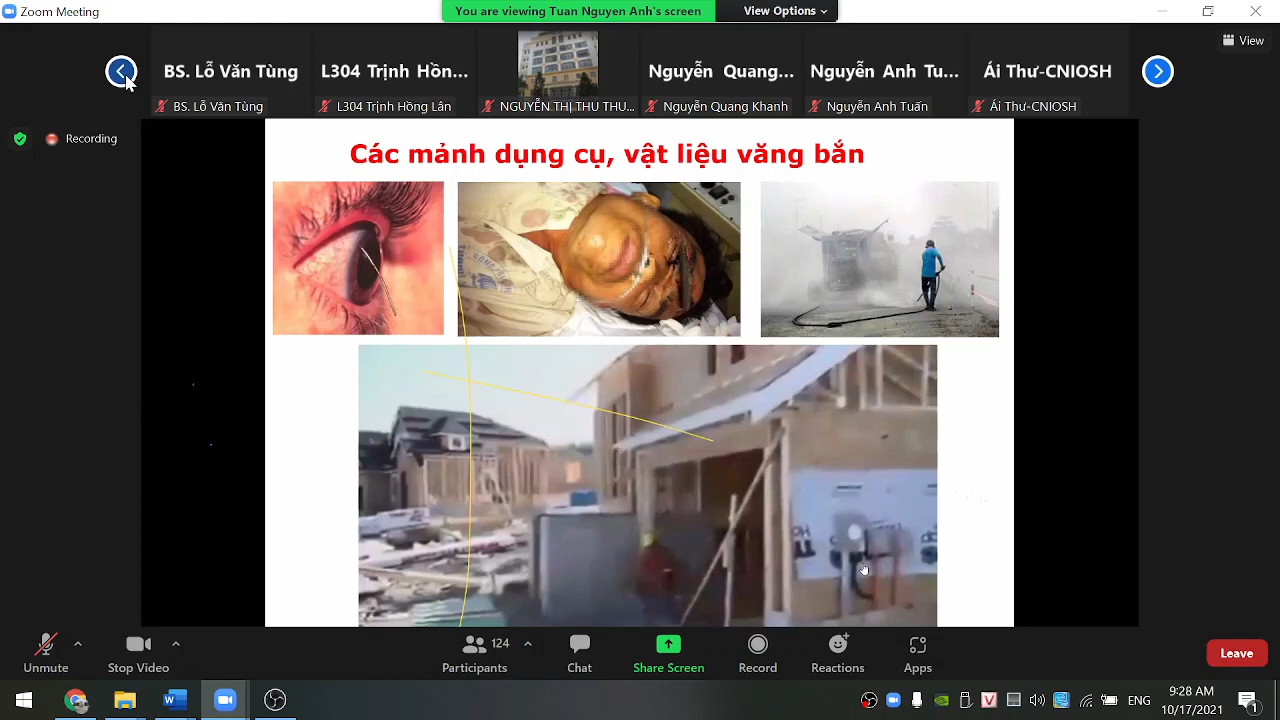 Zoom Meeting
You are viewing Tuan Nguyen Anh's screen
View Options
BS. Lỗ Văn Tùng
L304 Trịnh Hồn...
Nguyễn Quang...
Nguyễn Anh Tu...
Ái Thư-CNIOSH
View
BS. Lỗ Văn Tùng
L304 Trịnh Hồng Lân
NGUYỄN THỊ THU THU...
Nguyễn Quang Khanh
Nguyễn Anh Tuấn
Ái Thư-CNIOSH
Recording
Các mảnh dụng cụ, vật liệu văng bắn
Unmute
Stop Video
124
Participants
Chat
Share Screen
Record
Reactions
Apps
Leave
ENG
9:28 AM
10/17/2021
1